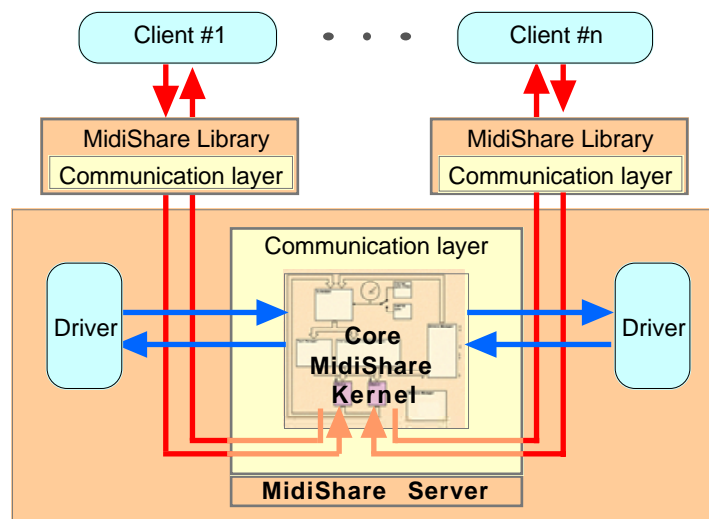 Client #1
• • •
Client #n
MidiShare Library
Communication layer
MidiShare Library
Communication layer
Communication layer
Driver
Core
MidiShare
Kernel
Driver
MidiShare Server